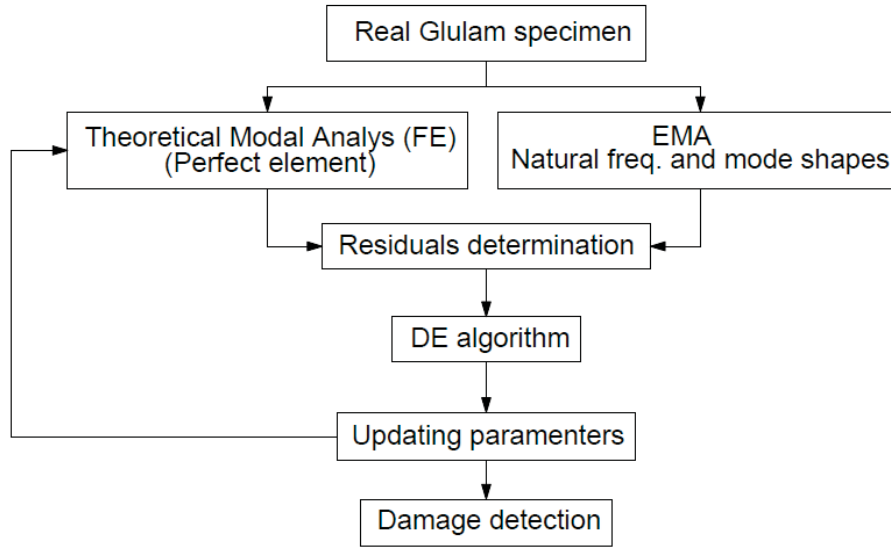 Real Glulam specimen
Theoretical Modal Analys (FE)
(Perfect element)
EMA
Natural freq. and mode shapes
Residuals determination
DE algorithm
Updating paramenters
Damage detection